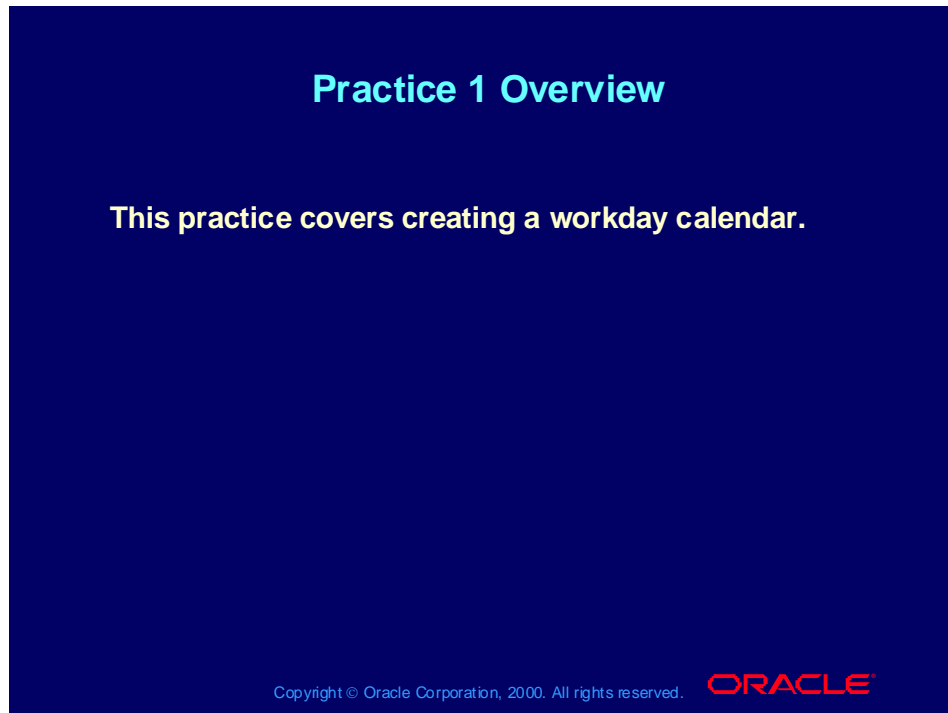 Practice 1 Overview
This practice covers creating a workday calendar.
Copyright © Oracle Corporation, 2000. All rights reserved. ORACLE®